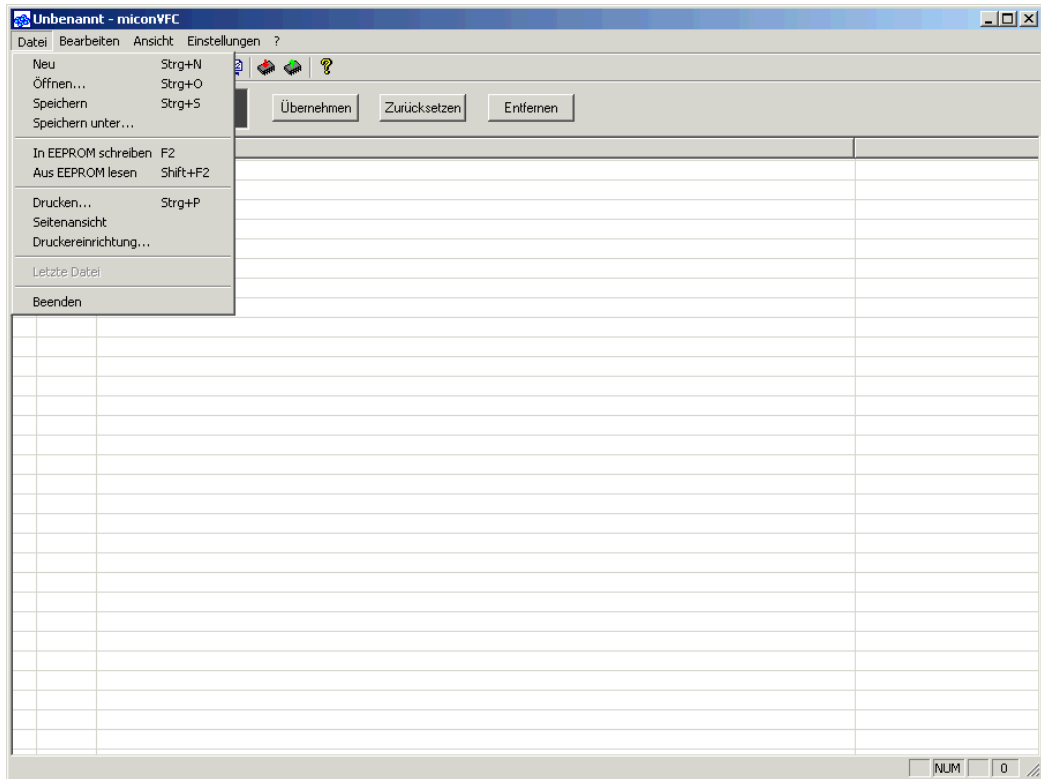 Unbenannt - miconVFC
Datei Bearbeiten Ansicht Einstellungen ?
Neu Strg+N
Öffnen... Strg+O
Speichern Strg+S
Speichern unter...
Übernehmen Zurücksetzen Entfernen
In EEPROM schreiben F2
Aus EEPROM lesen Shift+F2
Drucken... Strg+P
Seitenansicht
Druckereinrichtung...
Letzte Datei
Beenden
NUM 0